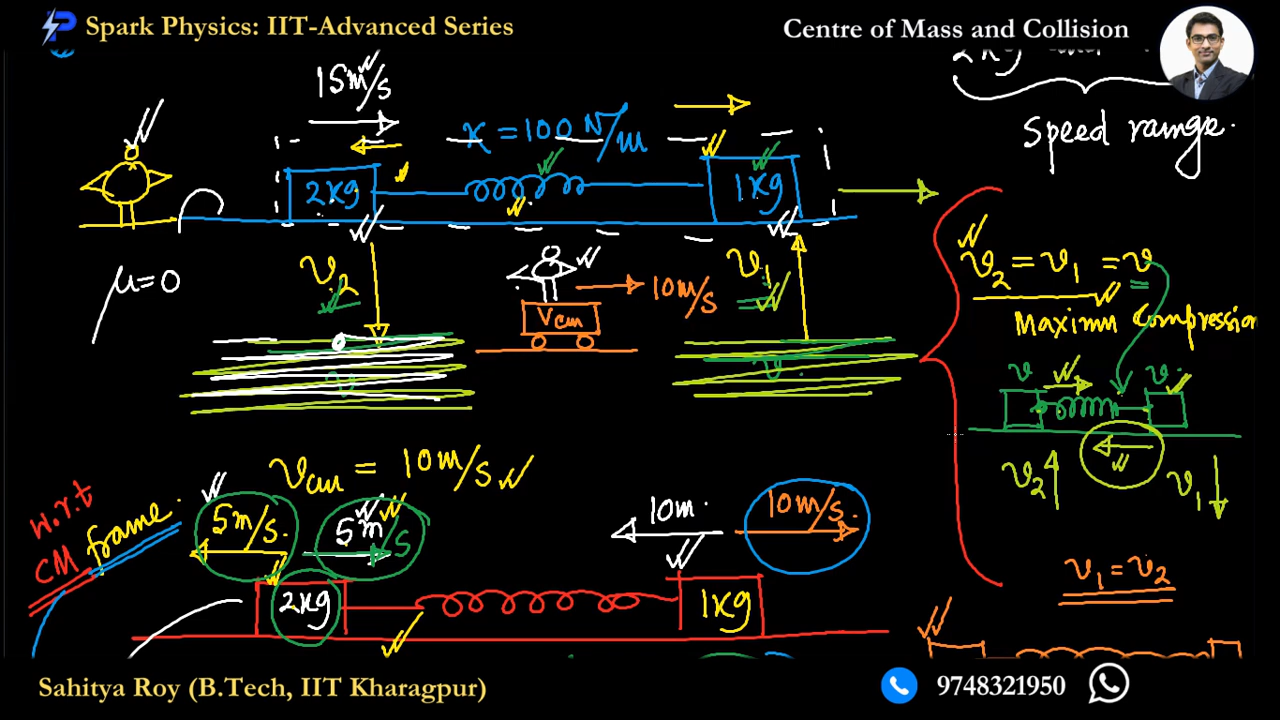 Spark Physics: IIT-Advanced Series
Centre of Mass and Collision
2kg
Speed range.
15m/s
K = 100 N/m
2kg
1kg
μ=0
v2
v1
10m/s
Vcm
v2 = v1 = v
Maximm Compression
v
v
v2
v1
v1 = v2
vcm = 10m/s
w.r.t
CM frame
5m/s.
5m/s
10m.
10m/s.
2kg
1kg
Sahitya Roy (B.Tech, IIT Kharagpur)
9748321950